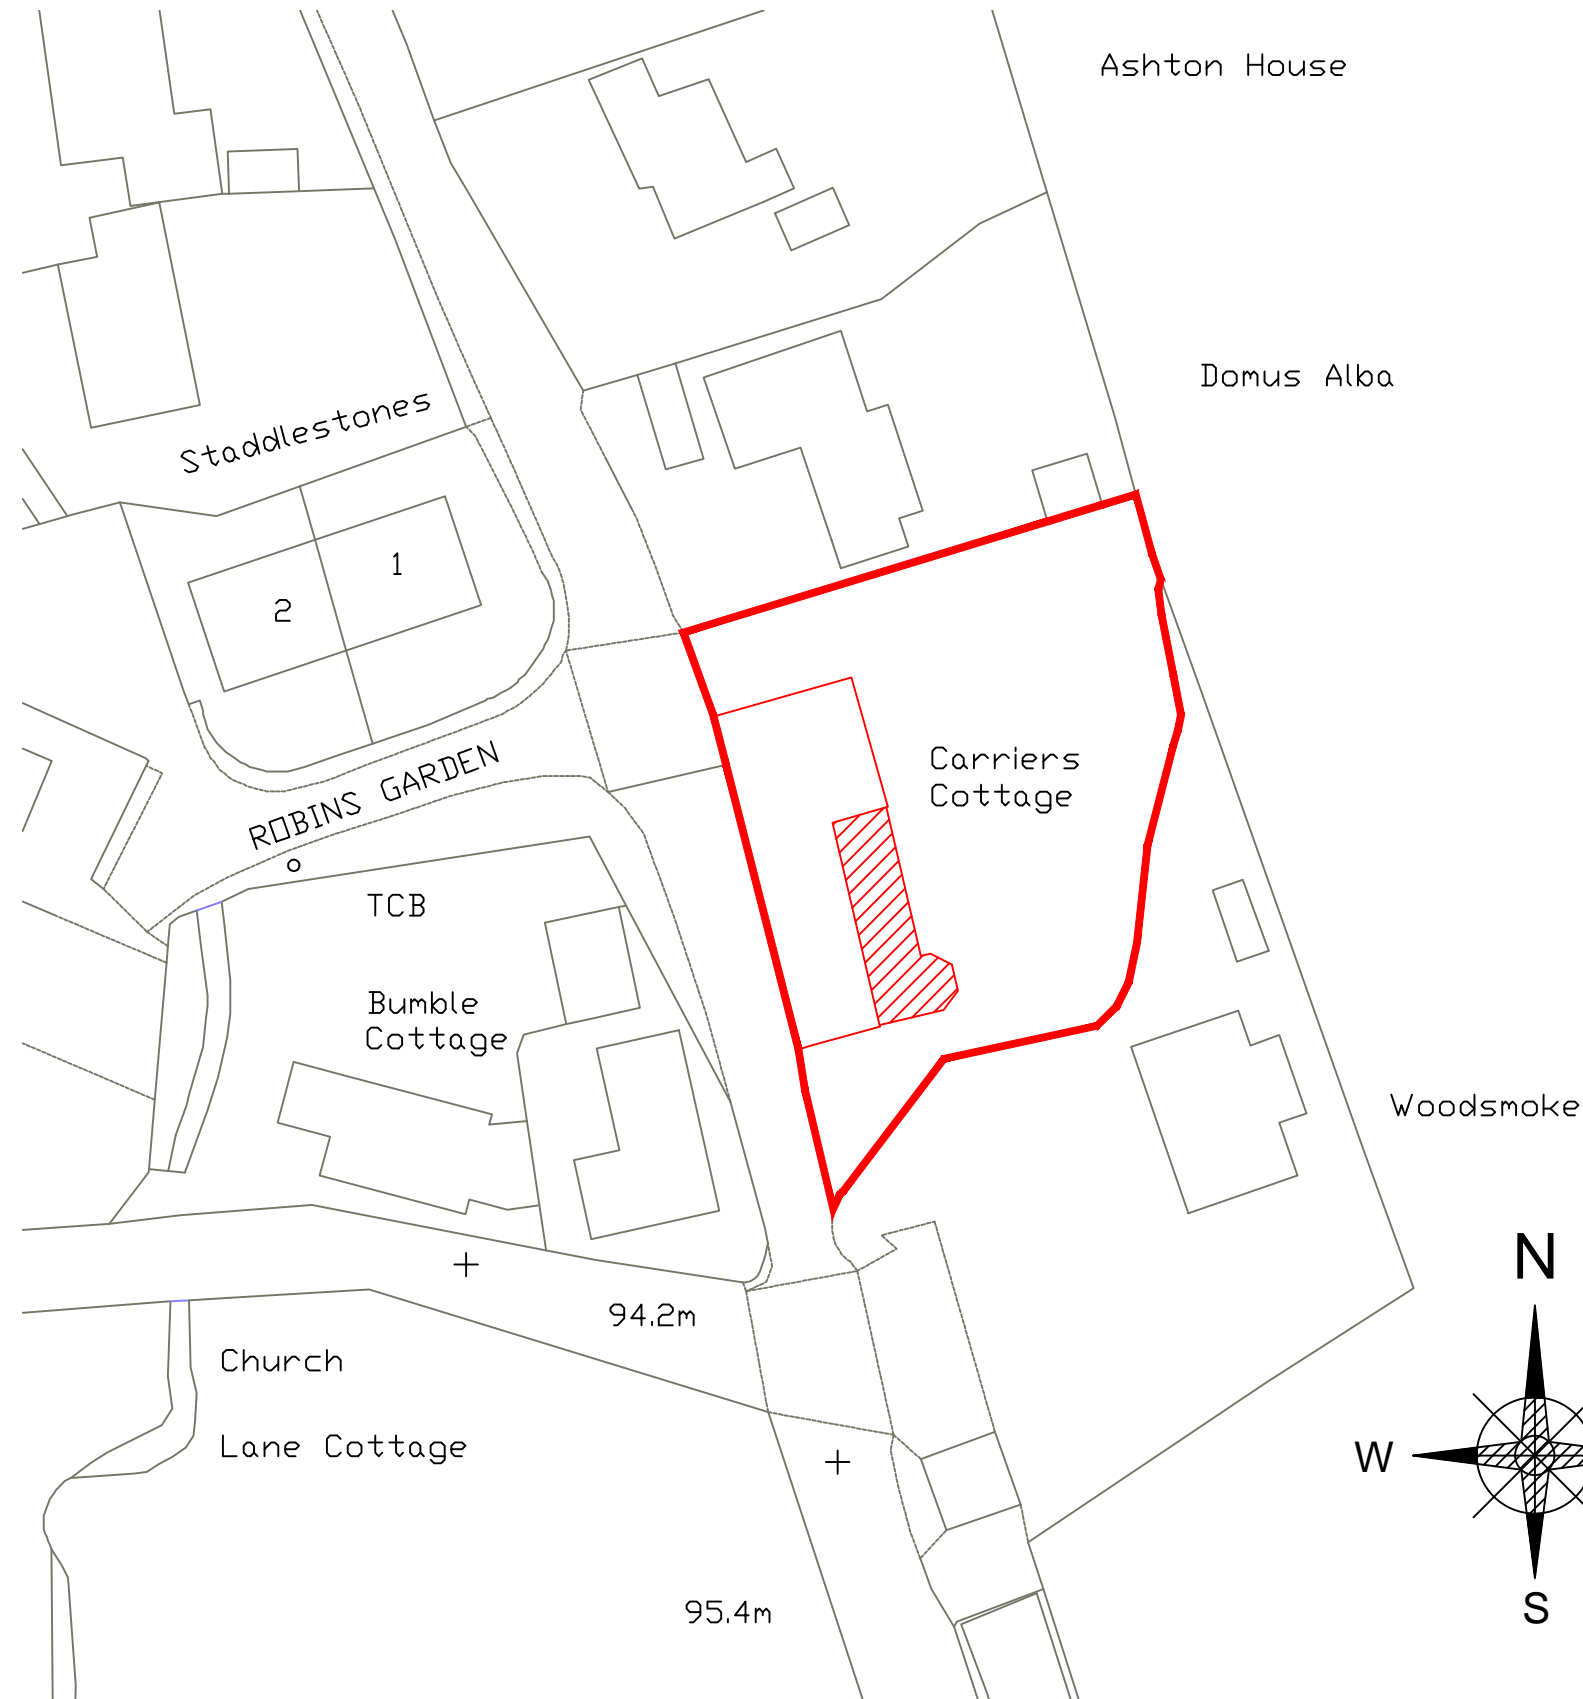 Ashton House
Domus Alba
Staddlestones
1
2
Carriers
Cottage
ROBINS GARDEN
TCB
Bumble
Cottage
Woodsmoke
94.2m
Church
Lane Cottage
95.4m
N
W
S